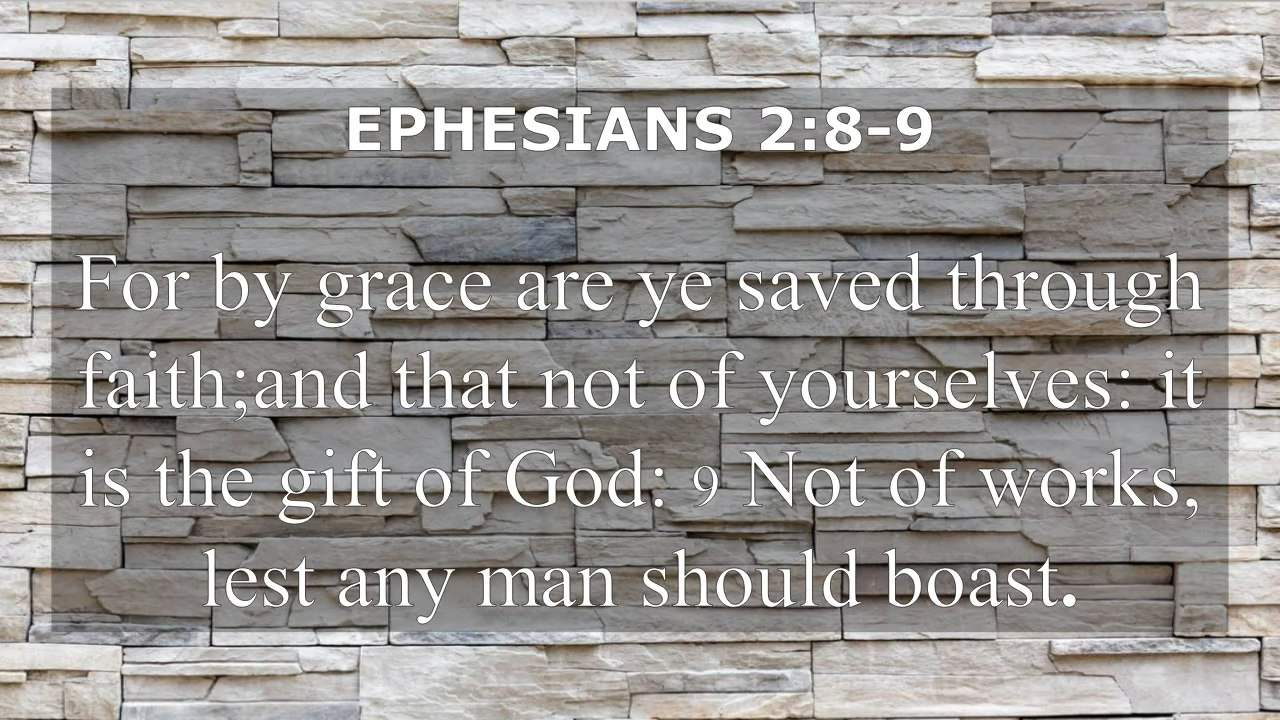 EPHESIANS 2:8-9
For by grace are ye saved through
faith;and that not of yourselves: it
is the gift of God: 9 Not of works,
lest any man should boast.